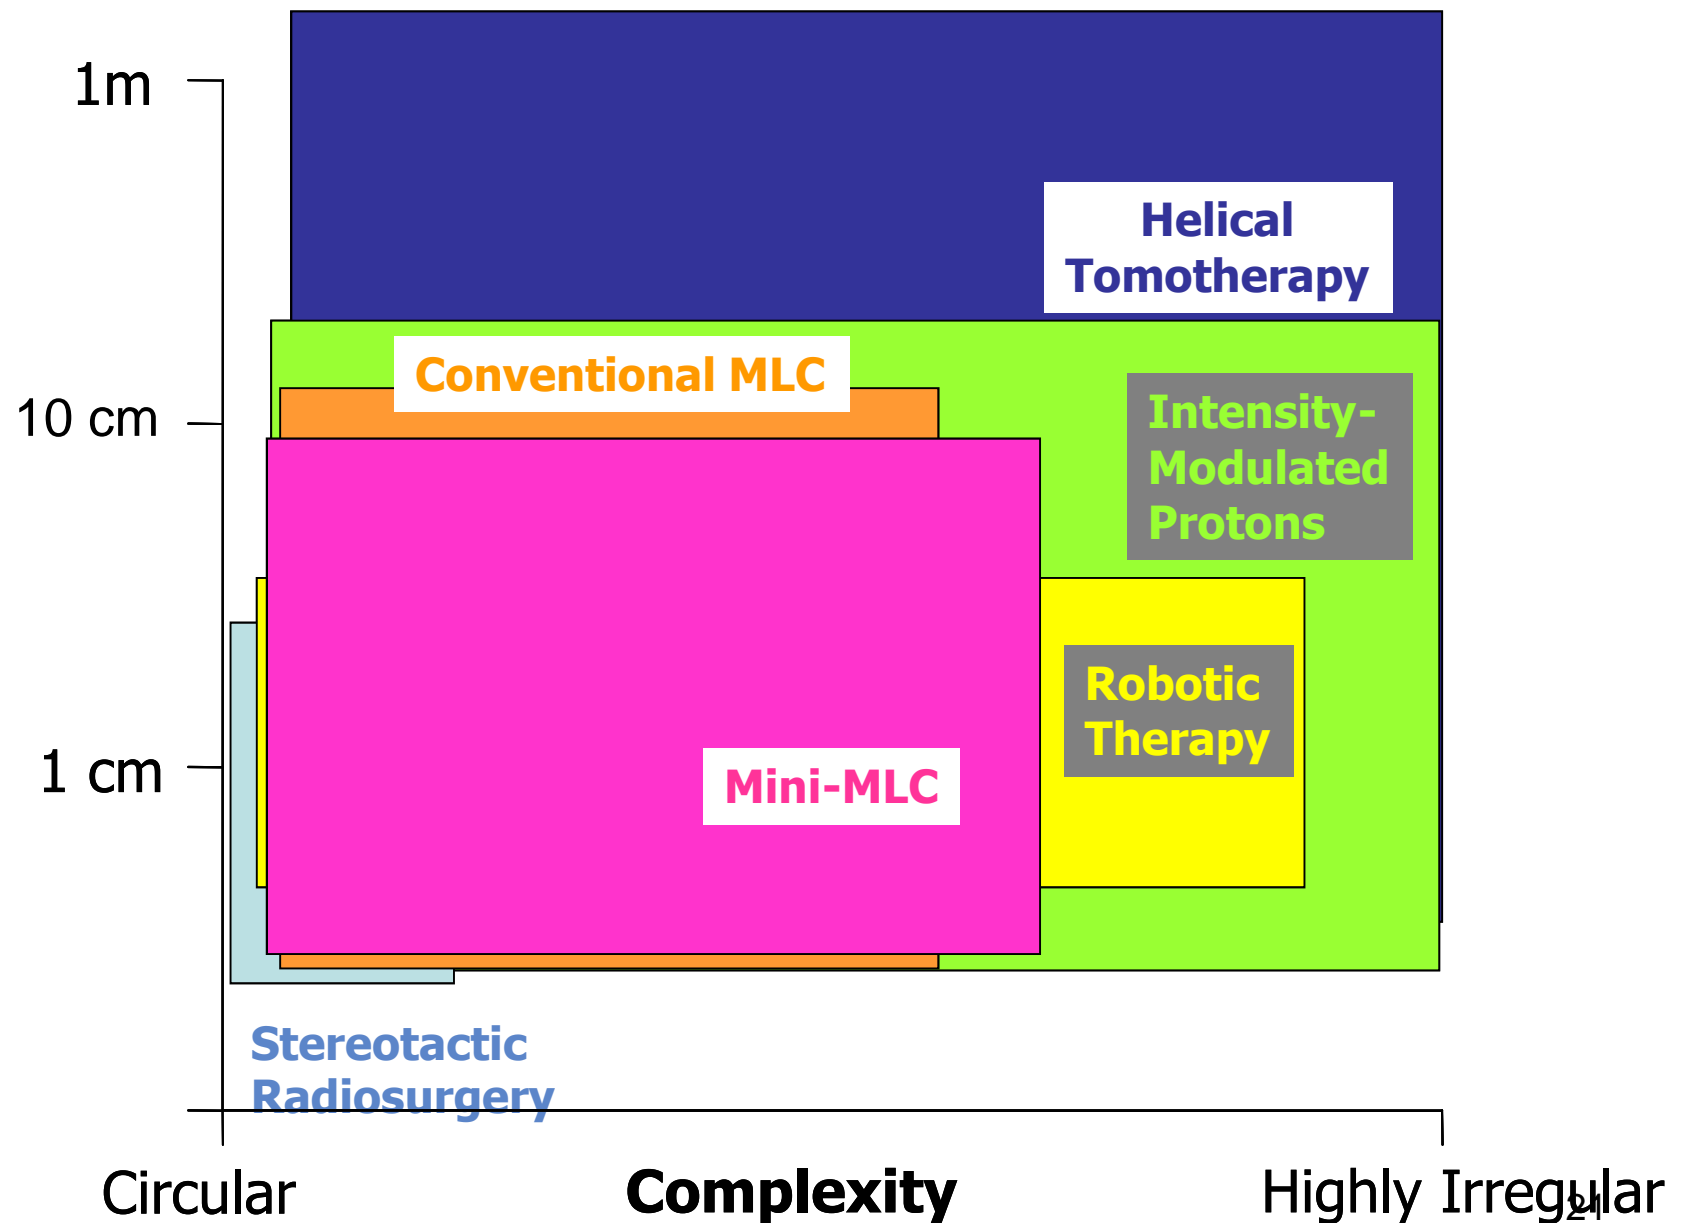 1m
Helical
Tomotherapy
Conventional MLC
10 cm
Intensity-
Modulated
Protons
Robotic
Therapy
1 cm
Mini-MLC
Stereotactic
Radiosurgery
Circular
Complexity
Highly Irregular
21